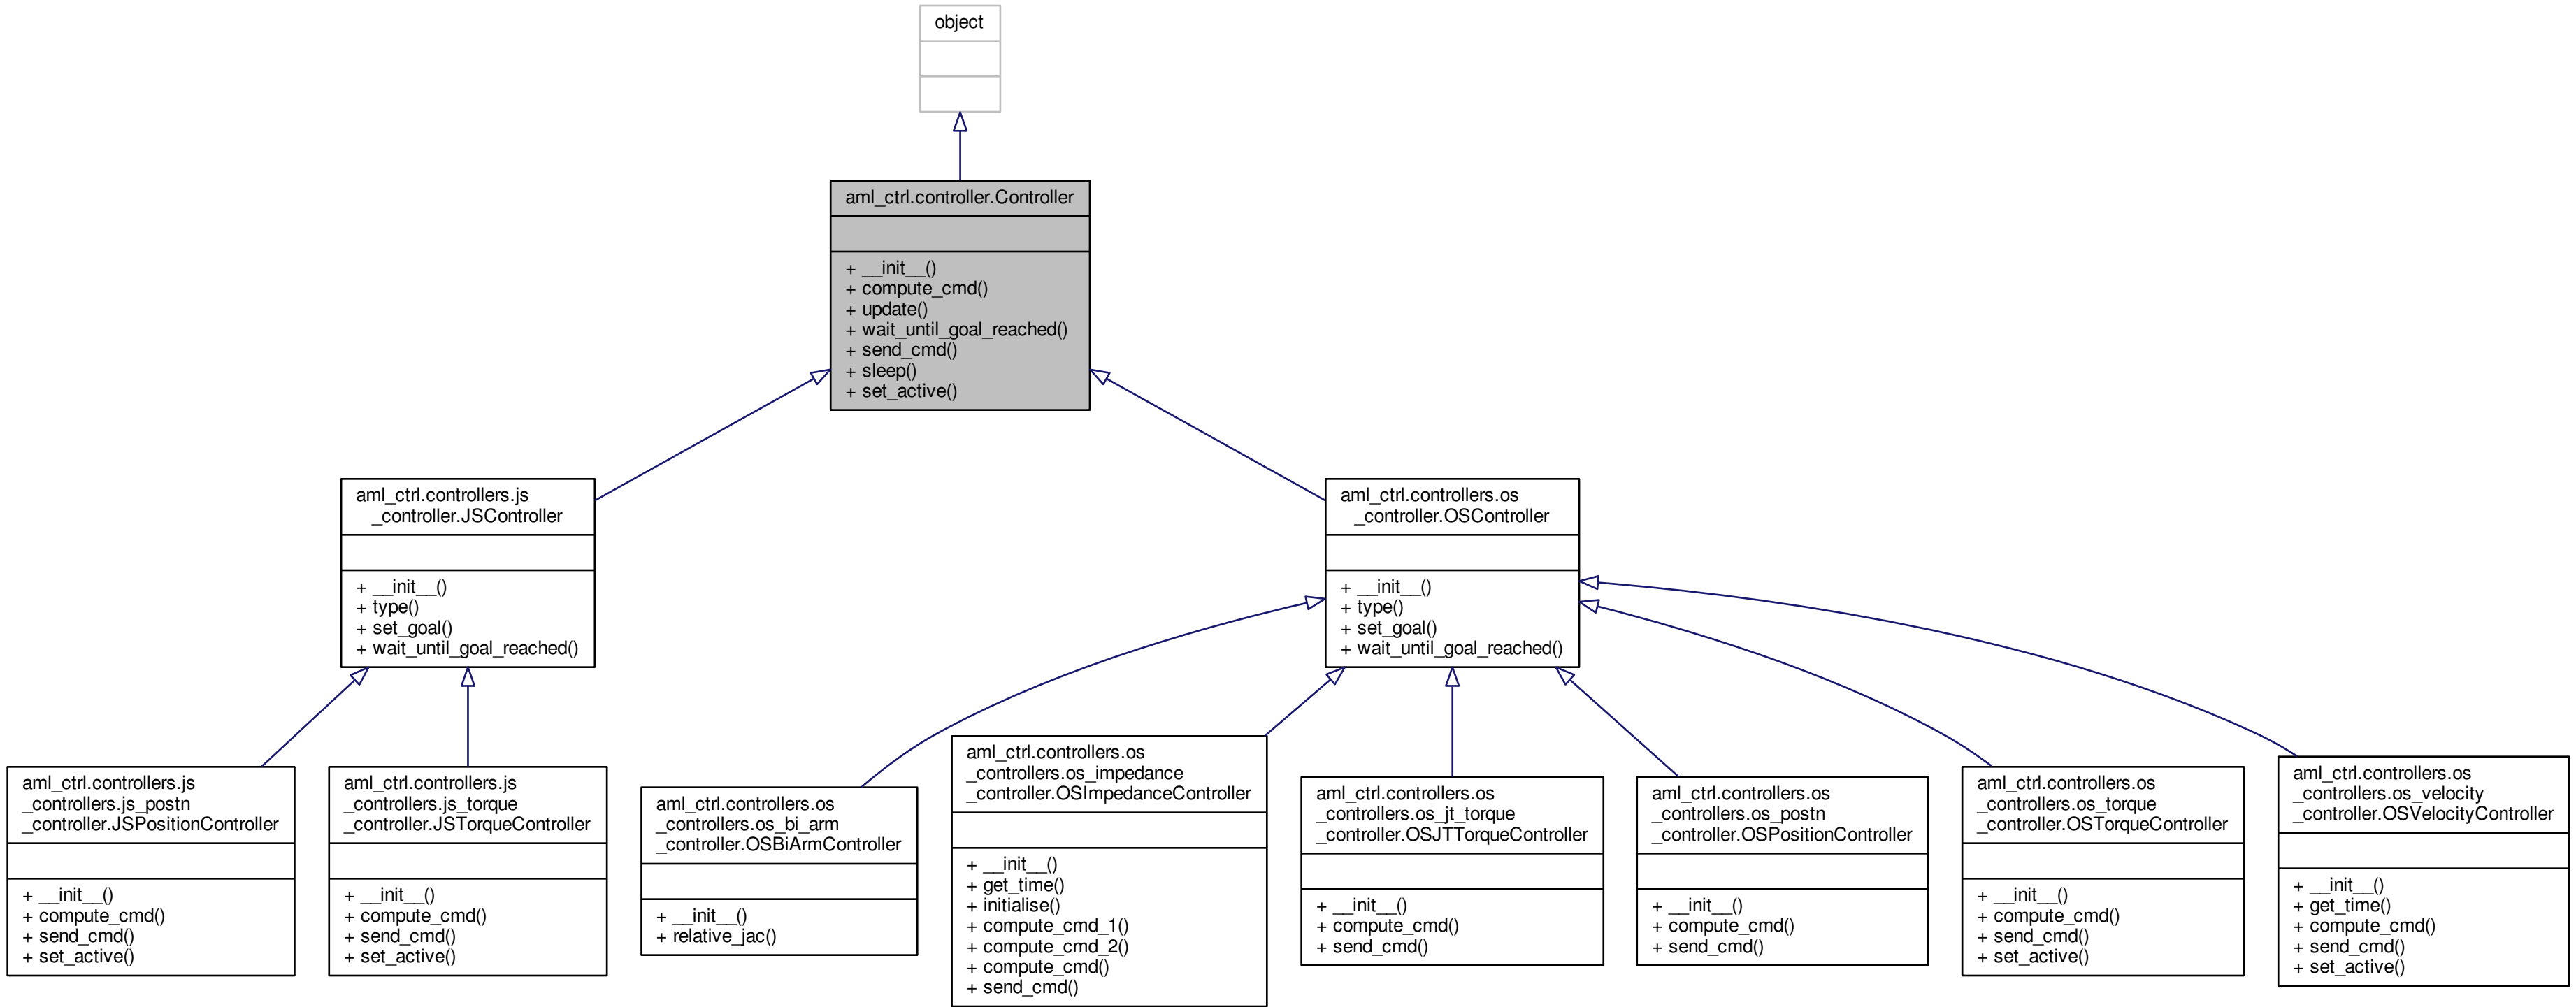 object
aml_ctrl.controller.Controller
+ __init__()
+ compute_cmd()
+ update()
+ wait_until_goal_reached()
+ send_cmd()
+ sleep()
+ set_active()
aml_ctrl.controllers.js
_controller.JSController
+ __init__()
+ type()
+ set_goal()
+ wait_until_goal_reached()
aml_ctrl.controllers.os
_controller.OSController
+ __init__()
+ type()
+ set_goal()
+ wait_until_goal_reached()
aml_ctrl.controllers.js
_controllers.js_postn
_controller.JSPositionController
+ __init__()
+ compute_cmd()
+ send_cmd()
+ set_active()
aml_ctrl.controllers.js
_controllers.js_torque
_controller.JSTorqueController
+ __init__()
+ compute_cmd()
+ send_cmd()
+ set_active()
aml_ctrl.controllers.os
_controllers.os_bi_arm
_controller.OSBiArmController
+ __init__()
+ relative_jac()
aml_ctrl.controllers.os
_controllers.os_impedance
_controller.OSImpedanceController
+ __init__()
+ get_time()
+ initialise()
+ compute_cmd_1()
+ compute_cmd_2()
+ compute_cmd()
+ send_cmd()
aml_ctrl.controllers.os
_controllers.os_jt_torque
_controller.OSJTTorqueController
+ __init__()
+ compute_cmd()
+ send_cmd()
aml_ctrl.controllers.os
_controllers.os_postn
_controller.OSPositionController
+ __init__()
+ compute_cmd()
+ send_cmd()
aml_ctrl.controllers.os
_controllers.os_torque
_controller.OSTorqueController
+ __init__()
+ compute_cmd()
+ send_cmd()
+ set_active()
aml_ctrl.controllers.os
_controllers.os_velocity
_controller.OSVelocityController
+ __init__()
+ get_time()
+ compute_cmd()
+ send_cmd()
+ set_active()